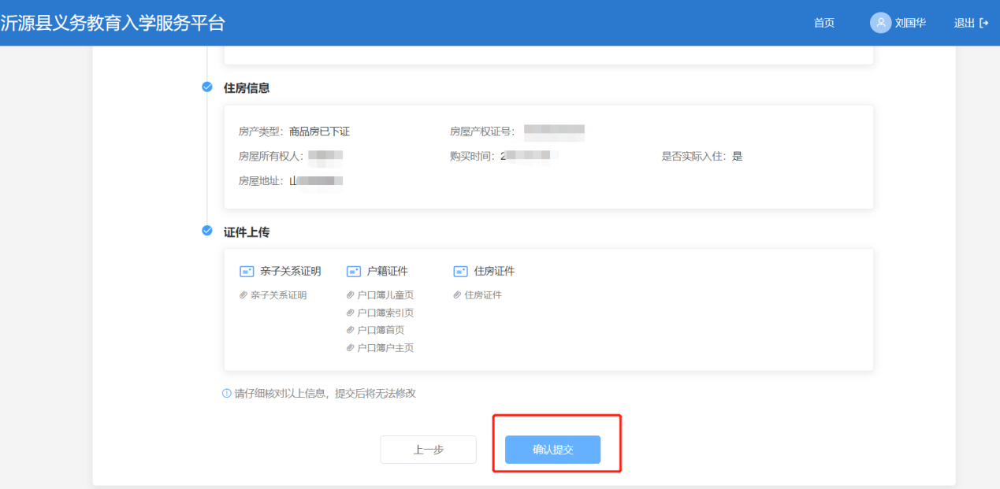 沂源县义务教育入学服务平台
首页
刘国华
退出
住房信息
房产类型：商品房已下证
房屋产权证号：
房屋所有权人：
购买时间：2
是否实际入住：是
房屋地址：山
证件上传
亲子关系证明
户籍证件
住房证件
亲子关系证明
户口簿儿童页
住房证件
户口簿索引页
户口簿首页
户口簿户主页
请仔细核对以上信息，提交后将无法修改
上一步
确认提交